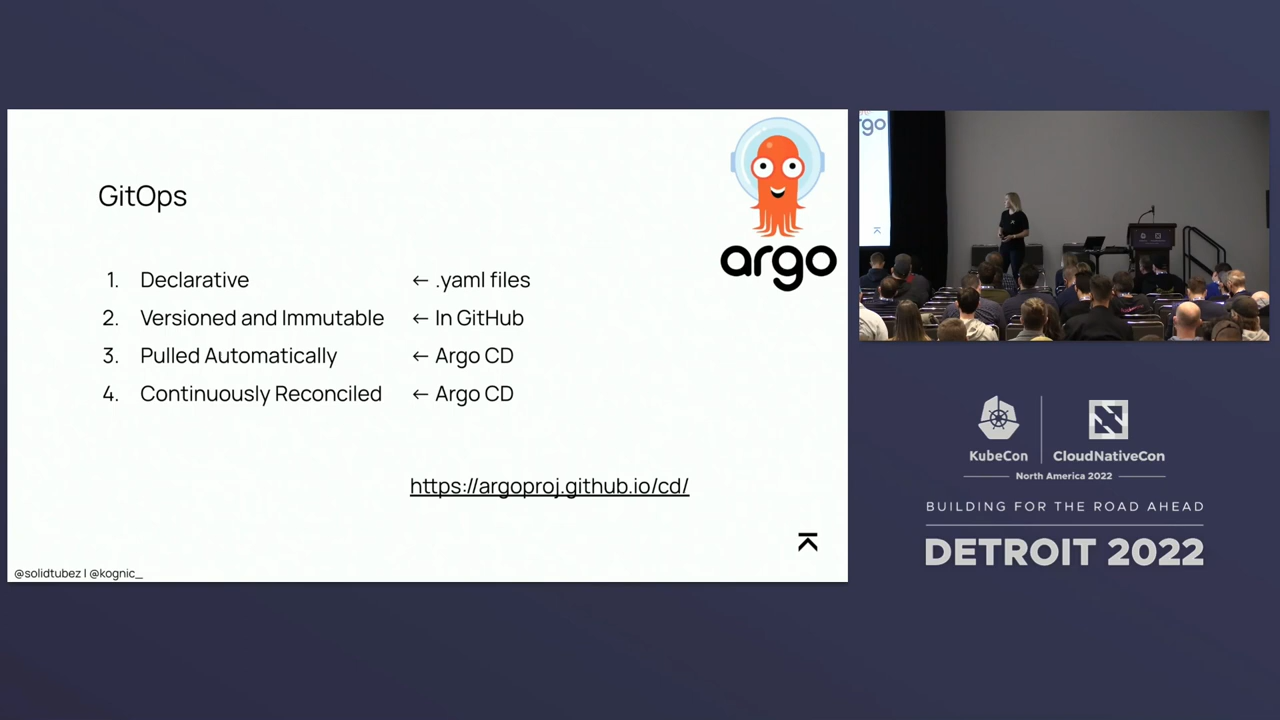 GitOps
1. Declarative ← .yaml files
2. Versioned and Immutable ← In GitHub
3. Pulled Automatically ← Argo CD
4. Continuously Reconciled ← Argo CD
https://argoproj.github.io/cd/
@solidtubez | @kognic_
argo
rgo
KubeCon
CloudNativeCon
North America 2022
BUILDING FOR THE ROAD AHEAD
DETROIT 2022